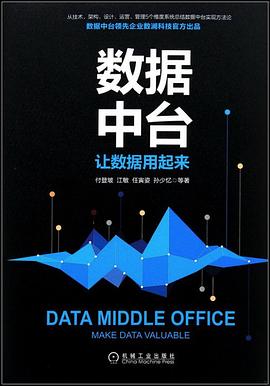 从技术、架构、设计、运营、管理5个维度系统总结数据中台实现方法论
数据中台领先企业数澜科技官方出品
数据
中台
让数据用起来
付登坡 江敏 任寅姿 孙少忆 等著
DATA MIDDLE OFFICE
MAKE DATA VALUABLE
机械工业出版社
China Machine Press